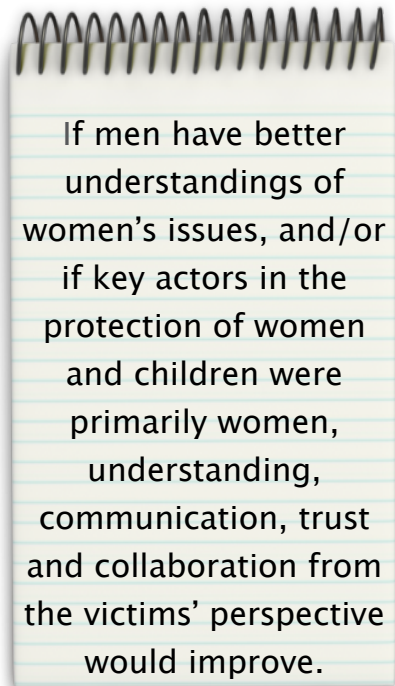 If men have better
understandings of
women’s issues, and/or
if key actors in the
protection of women
and children were
primarily women,
understanding,
communication, trust
and collaboration from
the victims’ perspective
would improve.